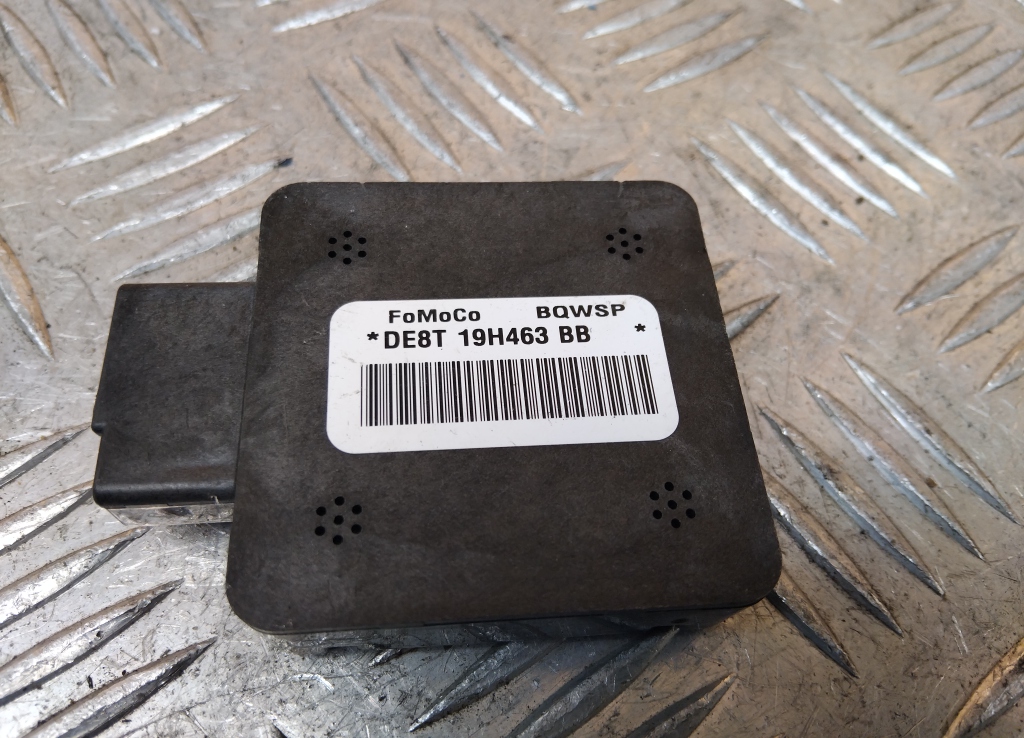 FoMoCo BQWSP
*DE8T 19H463 BB *